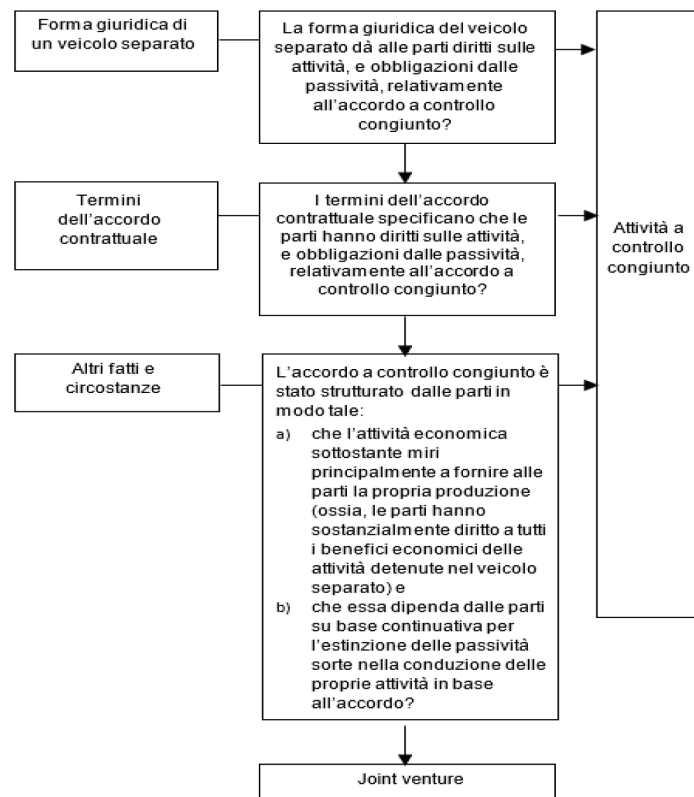 Forma giuridica di
un veicolo separato
La forma giuridica del veicolo
separato dà alle parti diritti sulle
attività, e obbligazioni dalle
passività, relativamente
all'accordo a controllo
congiunto?
Termini
dell'accordo
contrattuale
I termini dell'accordo
contrattuale specificano che le
parti hanno diritti sulle attività,
e obbligazioni dalle passività,
relativamente all'accordo a
controllo congiunto?
Attività a
controllo
congiunto
Altri fatti e
circostanze
L'accordo a controllo congiunto è
stato strutturato dalle parti in
modo tale:
a) che l'attività economica
sottostante miri
principalmente a fornire alle
parti la propria produzione
(ossia, le parti hanno
sostanzialmente diritto a tutti
i benefici economici delle
attività detenute nel veicolo
separato) e
b) che essa dipenda dalle parti
su base continuativa per
l'estinzione delle passività
sorte nella conduzione delle
proprie attività in base
all'accordo?
Joint venture